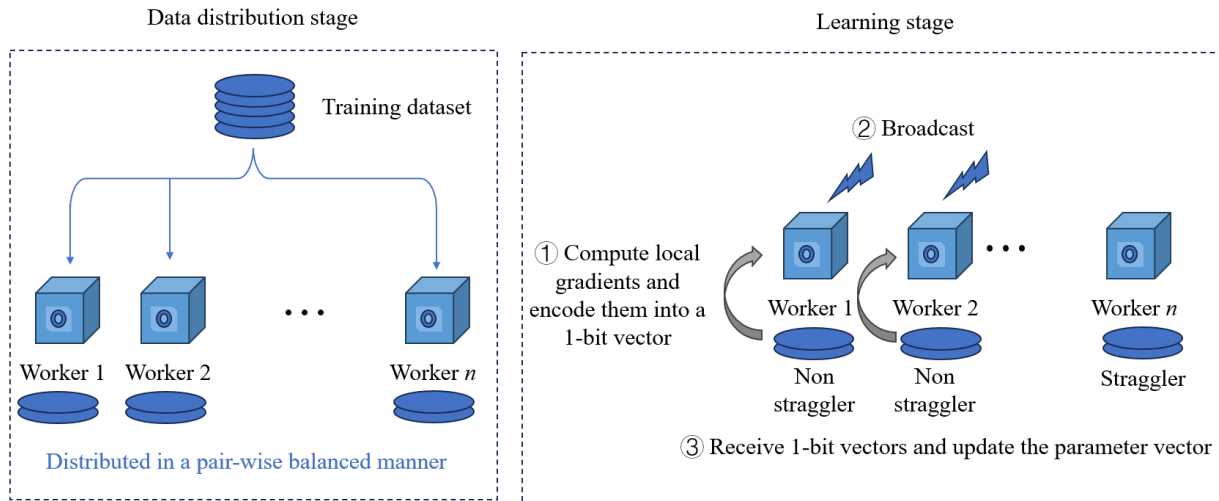 Data distribution stage
Training dataset
Worker 1
Worker 2
Worker n
Distributed in a pair-wise balanced manner
Learning stage
② Broadcast
① Compute local
gradients and
encode them into a
1-bit vector
Worker 1
Worker 2
Worker n
Non
straggler
Non
straggler
Straggler
③ Receive 1-bit vectors and update the parameter vector